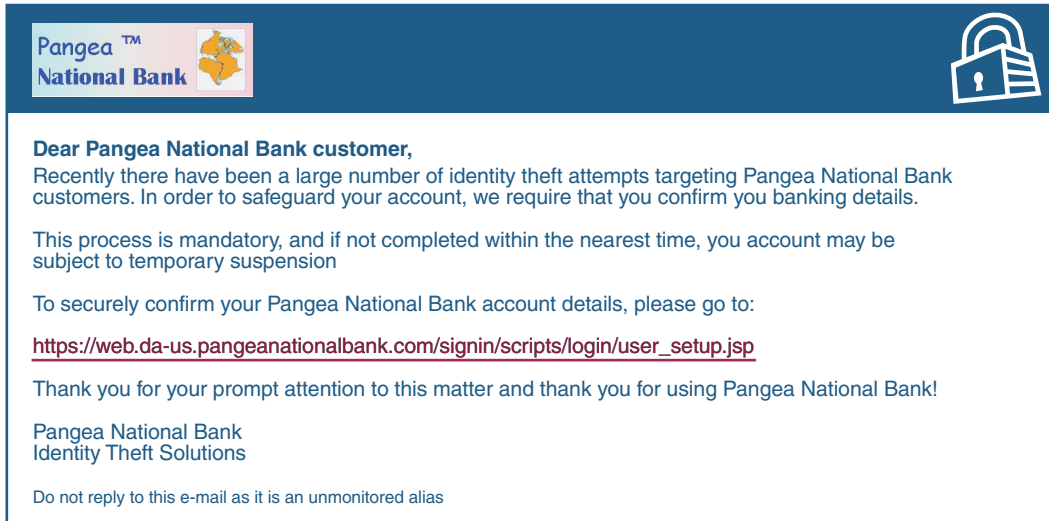 Pangea ™
National Bank
Dear Pangea National Bank customer,
Recently there have been a large number of identity theft attempts targeting Pangea National Bank
customers. In order to safeguard your account, we require that you confirm you banking details.
This process is mandatory, and if not completed within the nearest time, you account may be
subject to temporary suspension
To securely confirm your Pangea National Bank account details, please go to:
https://web.da-us.pangeanationalbank.com/signin/scripts/login/user_setup.jsp
Thank you for your prompt attention to this matter and thank you for using Pangea National Bank!
Pangea National Bank
Identity Theft Solutions
Do not reply to this e-mail as it is an unmonitored alias